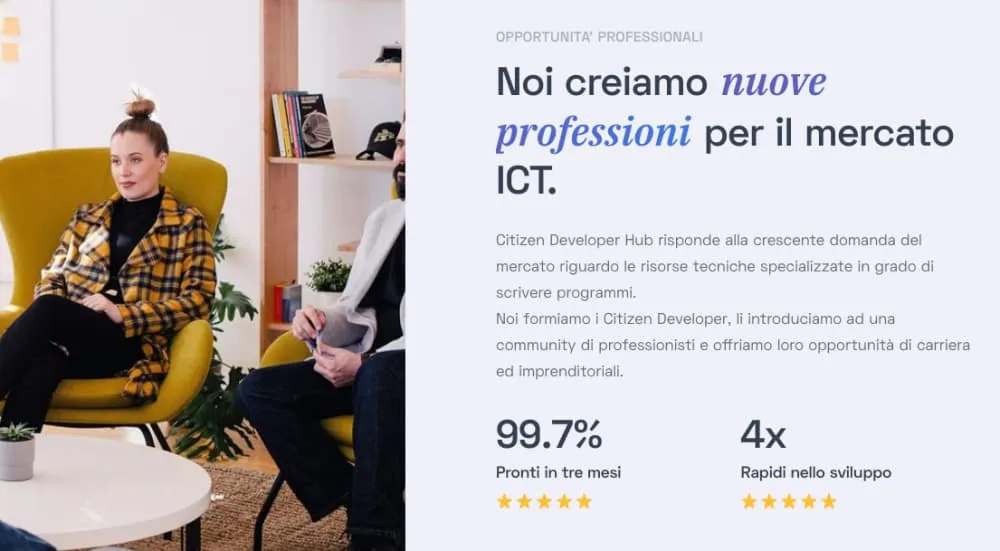 OPPORTUNITA' PROFESSIONALI
Noi creiamo nuove
professioni per il mercato
ICT.
Citizen Developer Hub risponde alla crescente domanda del
mercato riguardo le risorse tecniche specializzate in grado di
scrivere programmi.
Noi formiamo i Citizen Developer, li introduciamo ad una
community di professionisti e offriamo loro opportunità di carriera
ed imprenditoriali.
99.7%
4x
Pronti in tre mesi
Rapidi nello sviluppo